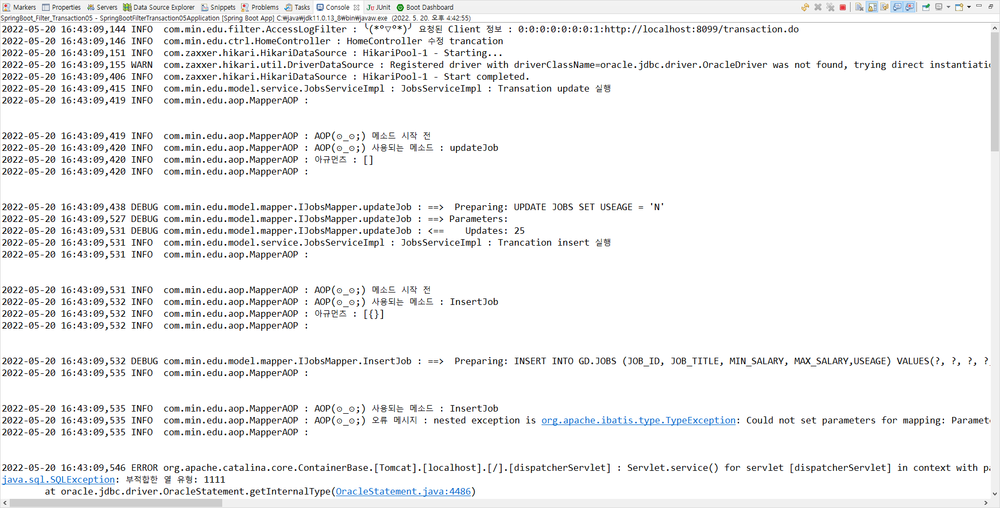 Markers Properties Servers Data Source Explorer Snippets Problems Tasks Console JUnit Boot Dashboard
SpringBoot_Filter_Transaction05 - SpringBootFilterTransaction05Application [Spring Boot App] C:₩java₩jdk11.0.13_8₩bin₩javaw.exe (2022. 5. 20. 오후 4:42:55)
2022-05-20 16:43:09,144 INFO  com.min.edu.filter.AccessLogFilter : ╰(*°▽°*)╯ 요청된 Client 정보 : 0:0:0:0:0:0:0:1:http://localhost:8099/transaction.do
2022-05-20 16:43:09,146 INFO  com.min.edu.ctrl.HomeController : HomeController 수정 trancation
2022-05-20 16:43:09,151 INFO  com.zaxxer.hikari.HikariDataSource : HikariPool-1 - Starting...
2022-05-20 16:43:09,155 WARN  com.zaxxer.hikari.util.DriverDataSource : Registered driver with driverClassName=oracle.jdbc.driver.OracleDriver was not found, trying direct
2022-05-20 16:43:09,406 INFO  com.zaxxer.hikari.HikariDataSource : HikariPool-1 - Start completed.
2022-05-20 16:43:09,415 INFO  com.min.edu.model.service.JobsServiceImpl : JobsServiceImpl : Transation update 실행
2022-05-20 16:43:09,419 INFO  com.min.edu.aop.MapperAOP :
2022-05-20 16:43:09,419 INFO  com.min.edu.aop.MapperAOP : AOP(⊙_⊙;) 메소드 시작 전
2022-05-20 16:43:09,420 INFO  com.min.edu.aop.MapperAOP : AOP(⊙_⊙;) 사용되는 메소드 : updateJob
2022-05-20 16:43:09,420 INFO  com.min.edu.aop.MapperAOP : 아규먼츠 : []
2022-05-20 16:43:09,420 INFO  com.min.edu.aop.MapperAOP :
2022-05-20 16:43:09,438 DEBUG com.min.edu.model.mapper.IJobsMapper.updateJob : ==>  Preparing: UPDATE JOBS SET USEAGE = 'N'
2022-05-20 16:43:09,527 DEBUG com.min.edu.model.mapper.IJobsMapper.updateJob : ==> Parameters:
2022-05-20 16:43:09,531 DEBUG com.min.edu.model.mapper.IJobsMapper.updateJob : <==    Updates: 25
2022-05-20 16:43:09,531 INFO  com.min.edu.model.service.JobsServiceImpl : JobsServiceImpl : Trancation insert 실행
2022-05-20 16:43:09,531 INFO  com.min.edu.aop.MapperAOP :
2022-05-20 16:43:09,531 INFO  com.min.edu.aop.MapperAOP : AOP(⊙_⊙;) 메소드 시작 전
2022-05-20 16:43:09,532 INFO  com.min.edu.aop.MapperAOP : AOP(⊙_⊙;) 사용되는 메소드 : InsertJob
2022-05-20 16:43:09,532 INFO  com.min.edu.aop.MapperAOP : 아규먼츠 : [{}]
2022-05-20 16:43:09,532 INFO  com.min.edu.aop.MapperAOP :
2022-05-20 16:43:09,532 DEBUG com.min.edu.model.mapper.IJobsMapper.InsertJob : ==>  Preparing: INSERT INTO GD.JOBS (JOB_ID, JOB_TITLE, MIN_SALARY, MAX_SALARY,USEAGE) VALUES(?, ?, ?, ?,
2022-05-20 16:43:09,535 INFO  com.min.edu.aop.MapperAOP :
2022-05-20 16:43:09,535 INFO  com.min.edu.aop.MapperAOP : AOP(⊙_⊙;) 사용되는 메소드 : InsertJob
2022-05-20 16:43:09,535 INFO  com.min.edu.aop.MapperAOP : AOP(⊙_⊙;) 오류 메시지 : nested exception is org.apache.ibatis.type.TypeException: Could not set parameters for mapping:
2022-05-20 16:43:09,535 INFO  com.min.edu.aop.MapperAOP :
2022-05-20 16:43:09,546 ERROR org.apache.catalina.core.ContainerBase.[Tomcat].[localhost].[/].[dispatcherServlet] : Servlet.service() for servlet [dispatcherServlet] in context with
java.sql.SQLException: 부적합한 열 유형: 1111
at oracle.jdbc.driver.OracleStatement.getInternalType(OracleStatement.java:4486)